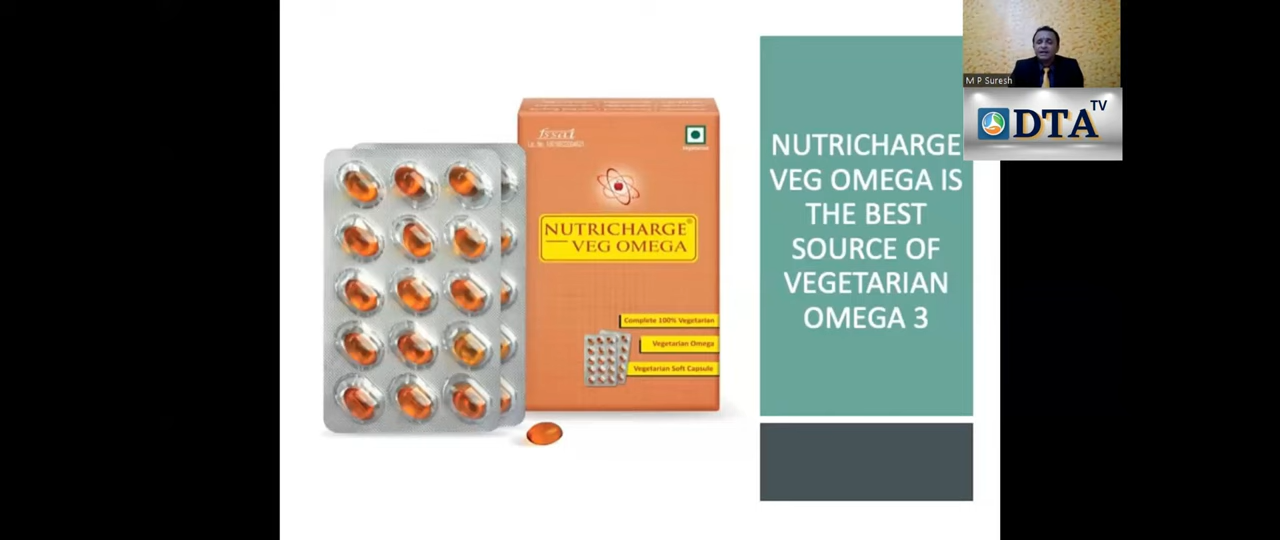 fssai
NUTRICHARGE®
VEG OMEGA
Complete 100% Vegetarian
Vegetarian Omega
Vegetarian Soft Capsule
NUTRICHARGE
VEG OMEGA IS
THE BEST
SOURCE OF
VEGETARIAN
OMEGA 3
M P Suresh
DTA TV